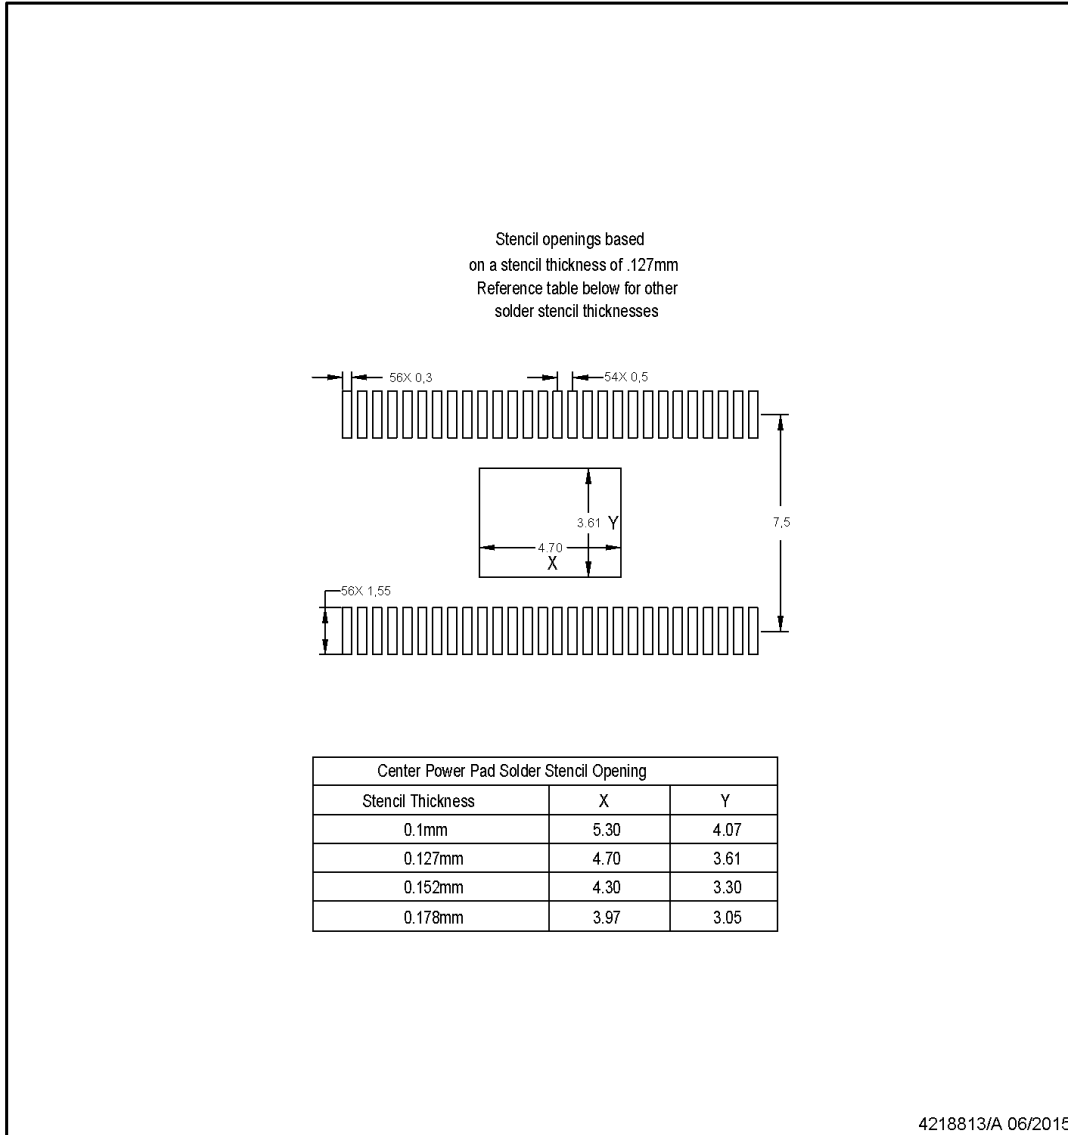 Stencil openings based
on a stencil thickness of .127mm
Reference table below for other
solder stencil thicknesses
56X 0,3
54X 0,5
3.61 Y
7,5
4.70
X
56X 1,55
Center Power Pad Solder Stencil Opening
Stencil Thickness X Y
0.1mm 5.30 4.07
0.127mm 4.70 3.61
0.152mm 4.30 3.30
0.178mm 3.97 3.05
4218813/A 06/2015